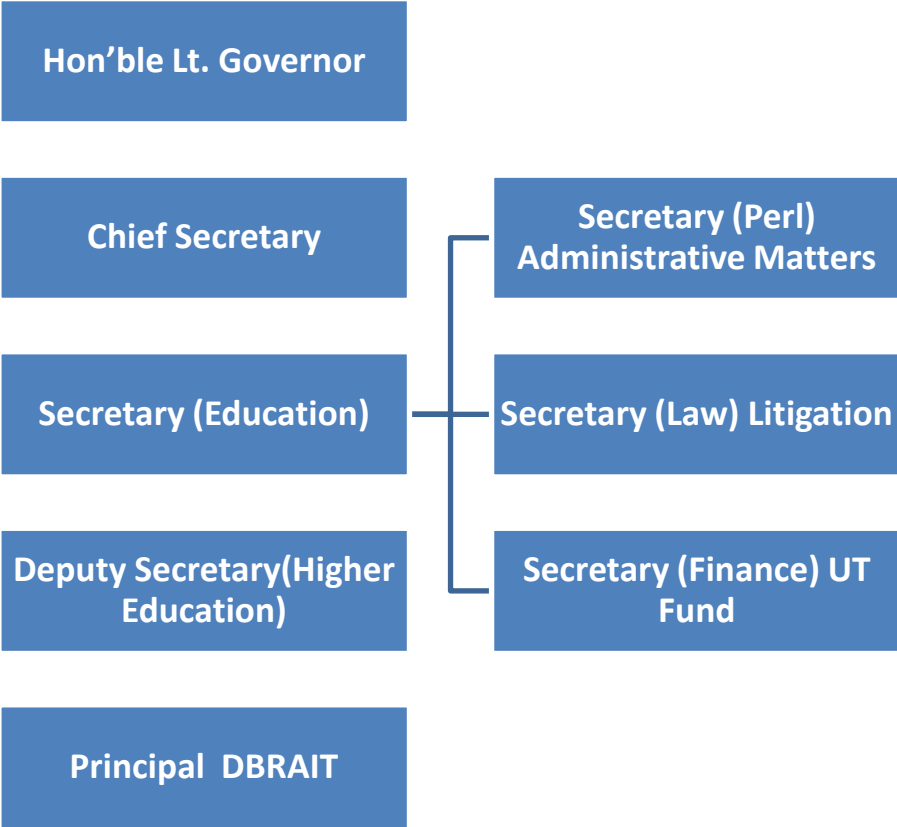 Hon’ble Lt. Governor
Chief Secretary
Secretary (Perl)
Administrative Matters
Secretary (Education)
Secretary (Law) Litigation
Deputy Secretary(Higher
Education)
Secretary (Finance) UT
Fund
Principal  DBRAIT